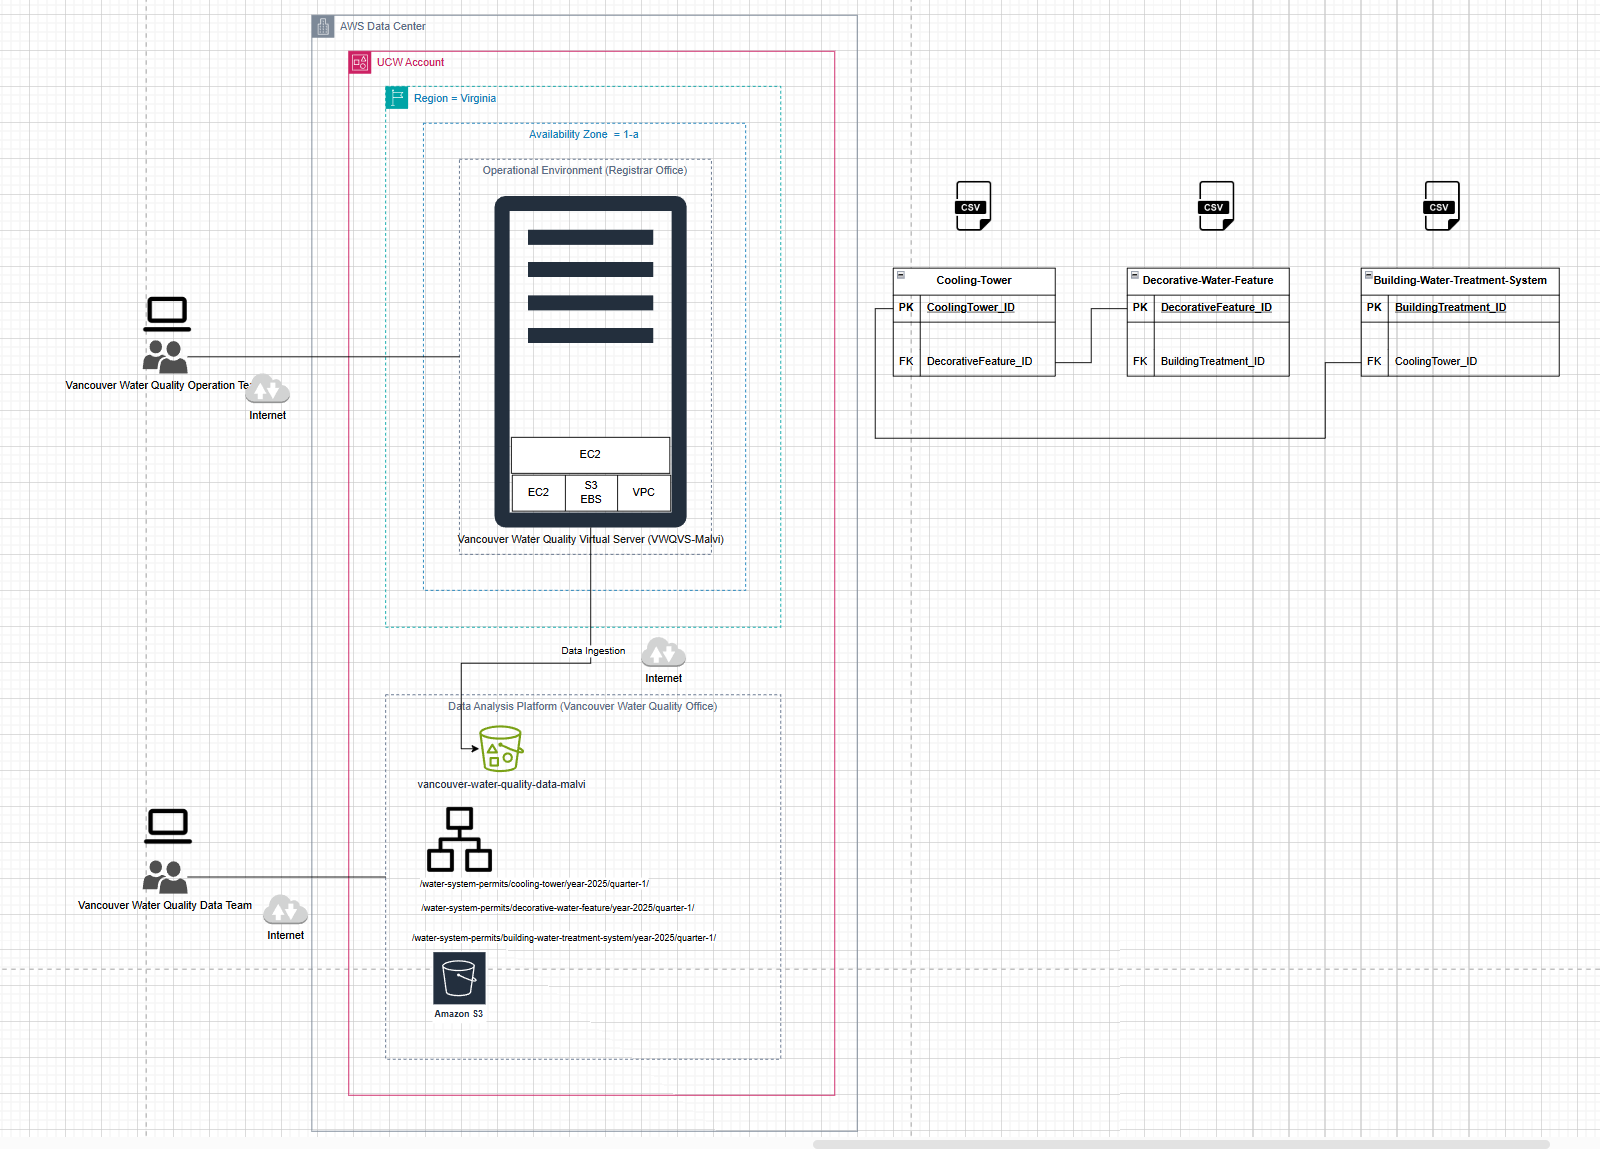 AWS Data Center
UCW Account
Region = Virginia
Availability Zone = 1-a
Operational Environment (Registrar Office)
EC2
EC2
S3
EBS
VPC
Vancouver Water Quality Virtual Server (VWQVS-Malvi)
Vancouver Water Quality Operation Te
Internet
Data Ingestion
Internet
Data Analysis Platform (Vancouver Water Quality Office)
vancouver-water-quality-data-malvi
/water-system-permits/cooling-tower/year-2025/quarter-1/
/water-system-permits/decorative-water-feature/year-2025/quarter-1/
/water-system-permits/building-water-treatment-system/year-2025/quarter-1/
Amazon S3
Vancouver Water Quality Data Team
Internet
CSV
CSV
CSV
Cooling-Tower
PK CoolingTower_ID
FK DecorativeFeature_ID
Decorative-Water-Feature
PK DecorativeFeature_ID
FK BuildingTreatment_ID
Building-Water-Treatment-System
PK BuildingTreatment_ID
FK CoolingTower_ID